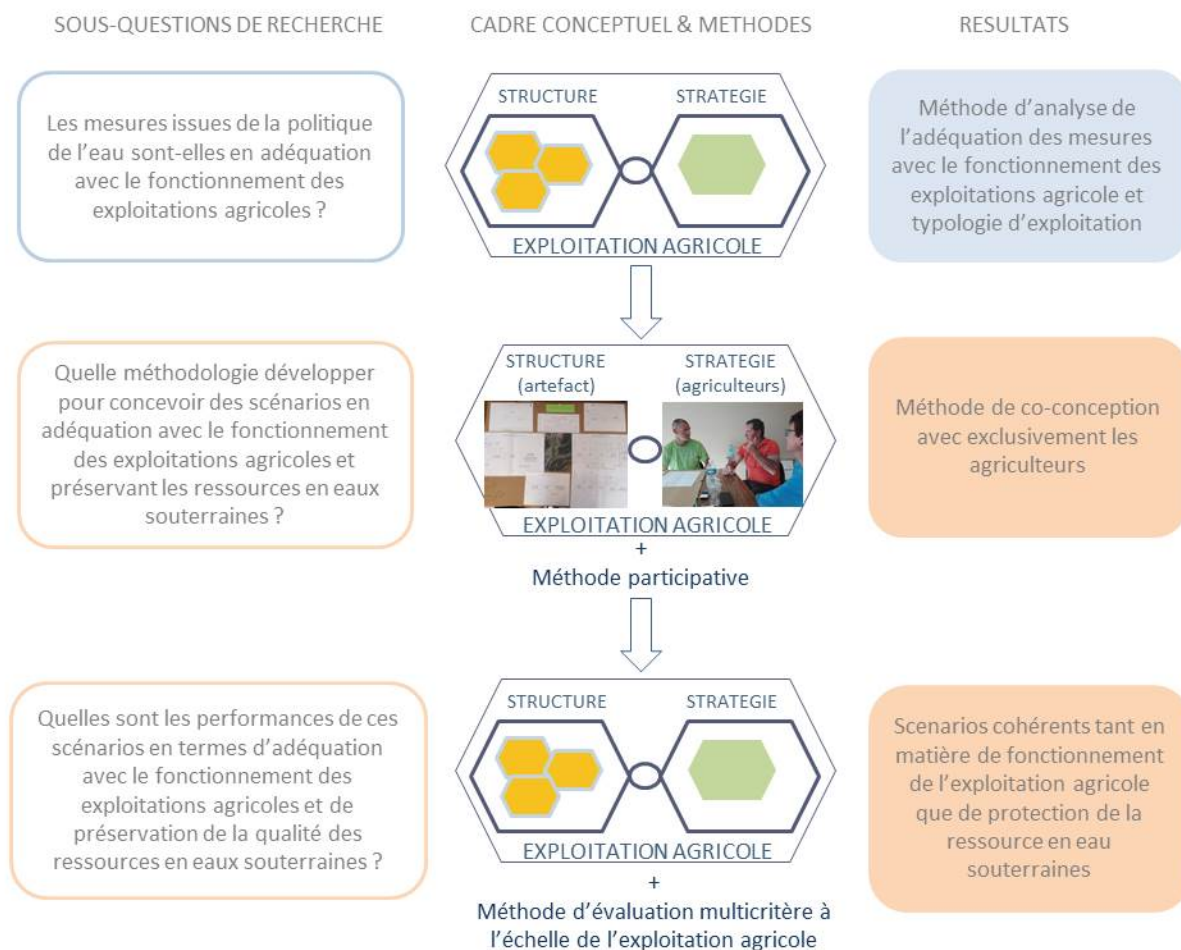 SOUS-QUESTIONS DE RECHERCHE
CADRE CONCEPTUEL & METHODES
RESULTATS
Les mesures issues de la politique
de l'eau sont-elles en adéquation
avec le fonctionnement des
exploitations agricoles ?
STRUCTURE
STRATEGIE
EXPLOITATION AGRICOLE
Méthode d'analyse de
l'adéquation des mesures
avec le fonctionnement des
exploitations agricole et
typologie d'exploitation
Quelle méthodologie développer
pour concevoir des scénarios en
adéquation avec le fonctionnement
des exploitations agricoles et
préservant les ressources en eaux
souterraines ?
STRUCTURE
(artefact)
STRATEGIE
(agriculteurs)
EXPLOITATION AGRICOLE
+
Méthode participative
Méthode de co-conception
avec exclusivement les
agriculteurs
Quelles sont les performances de ces
scénarios en termes d'adéquation
avec le fonctionnement des
exploitations agricoles et de
préservation de la qualité des
ressources en eaux souterraines ?
STRUCTURE
STRATEGIE
EXPLOITATION AGRICOLE
+
Méthode d'évaluation multicritère à
l'échelle de l'exploitation agricole
Scenarios cohérents tant en
matière de fonctionnement
de l'exploitation agricole
que de protection de la
ressource en eau
souterraines